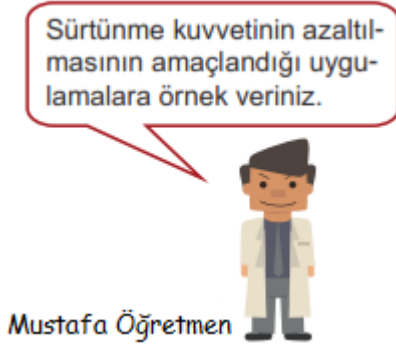 Sürtünme kuvvetinin azaltıl-
masının amaçlandığı uygu-
lamalara örnek veriniz.
Mustafa Öğretmen